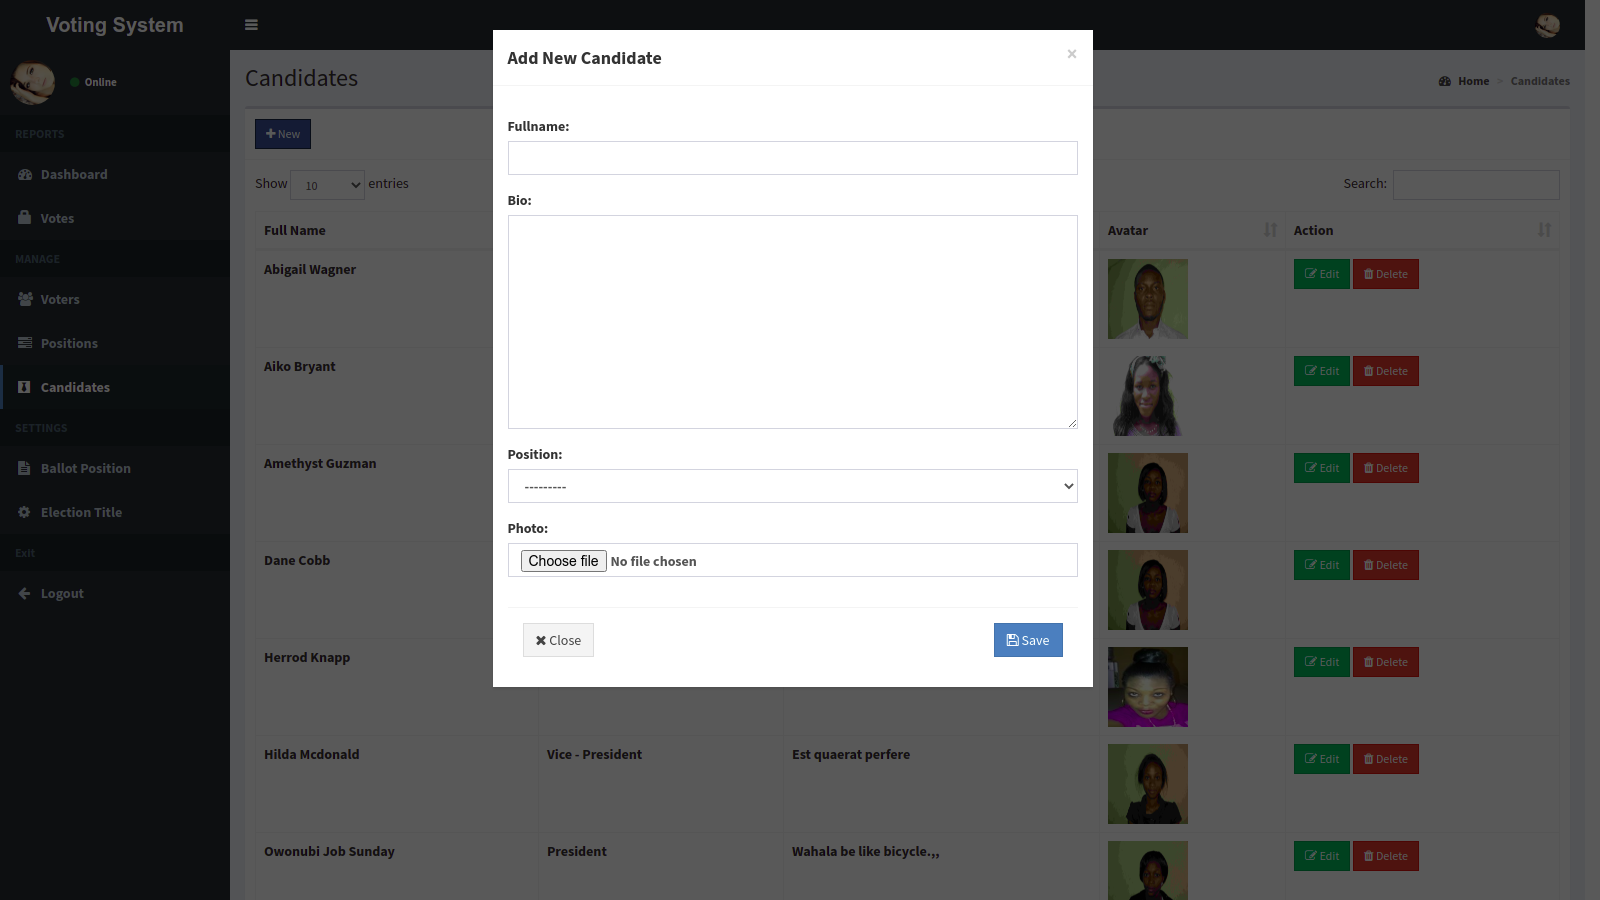 Voting System
Online
REPORTS
Dashboard
Votes
MANAGE
Voters
Positions
Candidates
SETTINGS
Ballot Position
Election Title
Exit
Logout
Candidates
Home > Candidates
New
Show 10 entries
Search:
Full Name
Avatar
Action
Abigail Wagner
Edit Delete
Aiko Bryant
Edit Delete
Amethyst Guzman
Edit Delete
Dane Cobb
Edit Delete
Herrod Knapp
Edit Delete
Hilda Mcdonald Vice - President Est quaerat perfere
Edit Delete
Owonubi Job Sunday President Wahala be like bicycle.,,
Edit Delete
Add New Candidate ×
Fullname:
Bio:
Position:
---------
Photo:
Choose file No file chosen
Close
Save